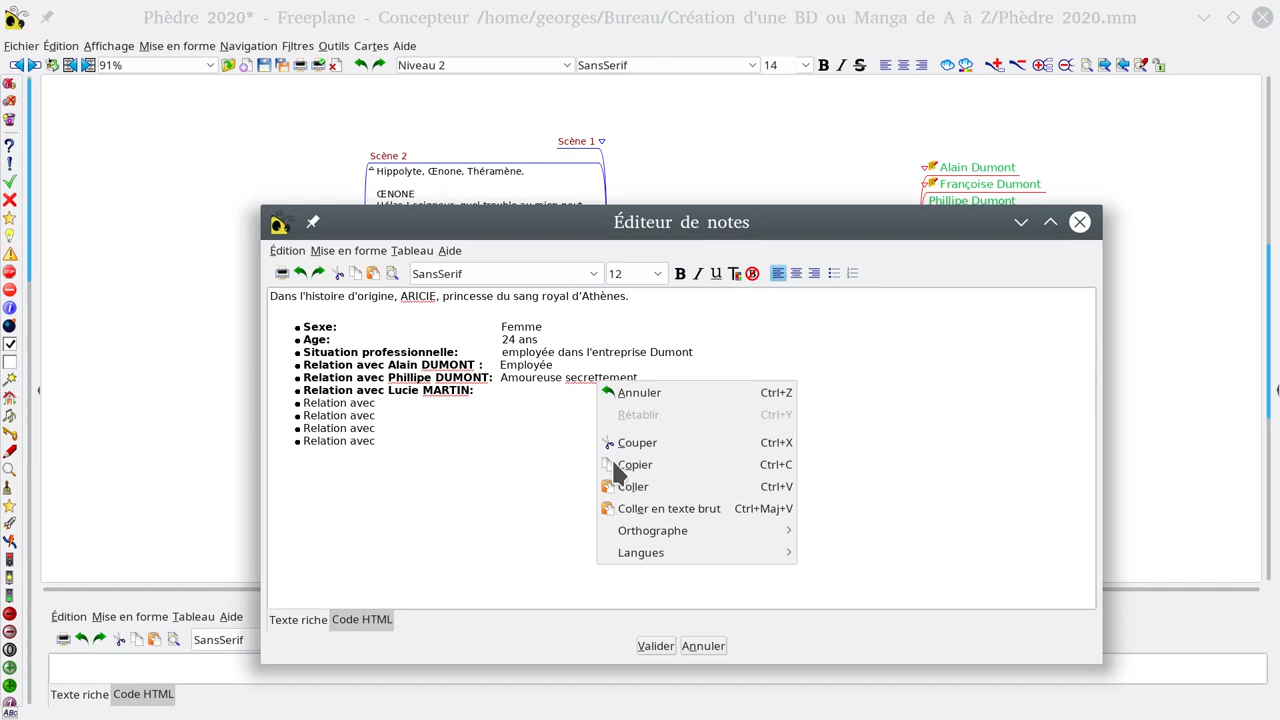 Phèdre 2020* - Freeplane - Concepteur /home/georges/Bureau/Création d'une BD ou Manga de A à Z/Phèdre 2020.mm
Fichier Édition Affichage Mise en forme Navigation Filtres Outils Cartes Aide
91% Niveau 2 SansSerif 14
Scène 1
Scène 2
Hippolyte, Œnone, Théramène.
ŒNONE
Alain Dumont
Françoise Dumont
Phillipe Dumont
Éditeur de notes
Édition Mise en forme Tableau Aide
SansSerif 12
Dans l'histoire d'origine, ARICIE, princesse du sang royal d'Athènes.
Sexe: Femme
Age: 24 ans
Situation professionnelle: employée dans l'entreprise Dumont
Relation avec Alain DUMONT : Employée
Relation avec Phillipe DUMONT: Amoureuse secrettement
Relation avec Lucie MARTIN:
Relation avec
Relation avec
Relation avec
Relation avec
Annuler Ctrl+Z
Rétablir Ctrl+Y
Couper Ctrl+X
Copier Ctrl+C
Coller Ctrl+V
Coller en texte brut Ctrl+Maj+V
Orthographe
Langues
Texte riche Code HTML
Valider Annuler
Édition Mise en forme Tableau Aide
SansSerif
Texte riche Code HTML